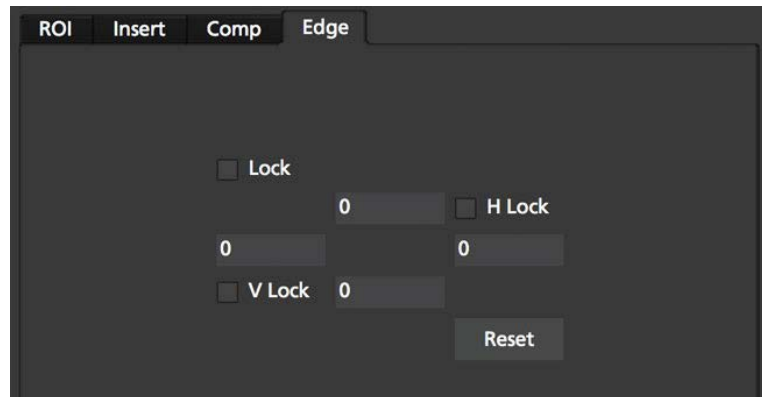 ROI Insert Comp Edge
Lock
0 H Lock
0 0
V Lock 0
Reset